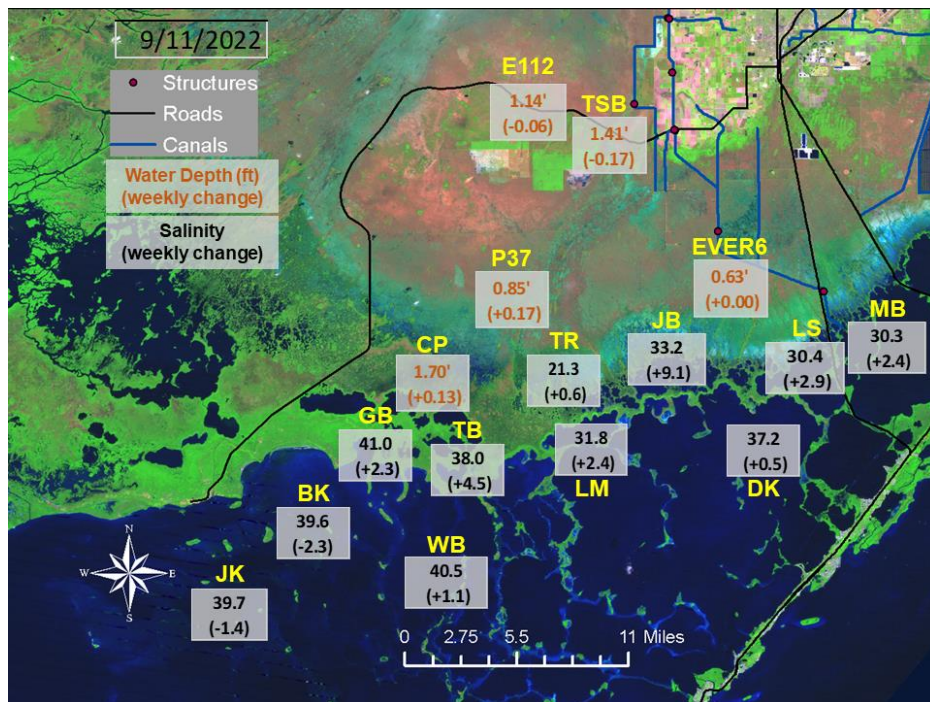 9/11/2022
Structures
Roads
Canals
Water Depth (ft)
(weekly change)
Salinity
(weekly change)
E112
1.14'
(-0.06)
TSB
1.41'
(-0.17)
P37
0.85'
(+0.17)
EVER6
0.63'
(+0.00)
CP
1.70'
(+0.13)
TR
21.3
(+0.6)
JB
33.2
(+9.1)
LS
30.4
(+2.9)
MB
30.3
(+2.4)
GB
41.0
(+2.3)
TB
38.0
(+4.5)
31.8
(+2.4)
LM
37.2
(+0.5)
DK
BK
39.6
(-2.3)
WB
40.5
(+1.1)
JK
39.7
(-1.4)
N
W E
S
0 2.75 5.5 11 Miles